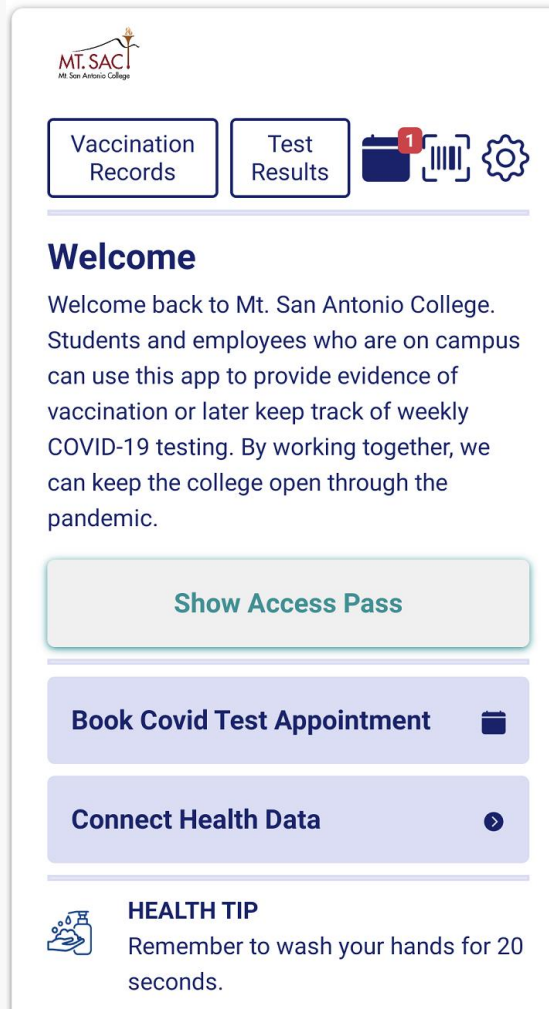 MT. SAC
Mt. San Antonio College
Vaccination
Records
Test
Results
1
Welcome
Welcome back to Mt. San Antonio College.
Students and employees who are on campus
can use this app to provide evidence of
vaccination or later keep track of weekly
COVID-19 testing. By working together, we
can keep the college open through the
pandemic.
Show Access Pass
Book Covid Test Appointment
Connect Health Data
HEALTH TIP
Remember to wash your hands for 20
seconds.